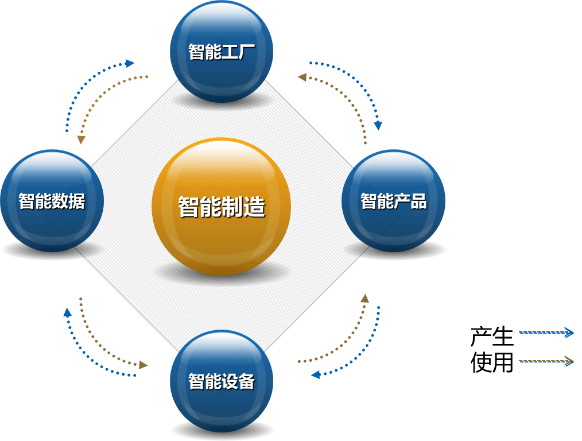 智能工厂
智能数据
智能制造
智能产品
智能设备
产生
使用